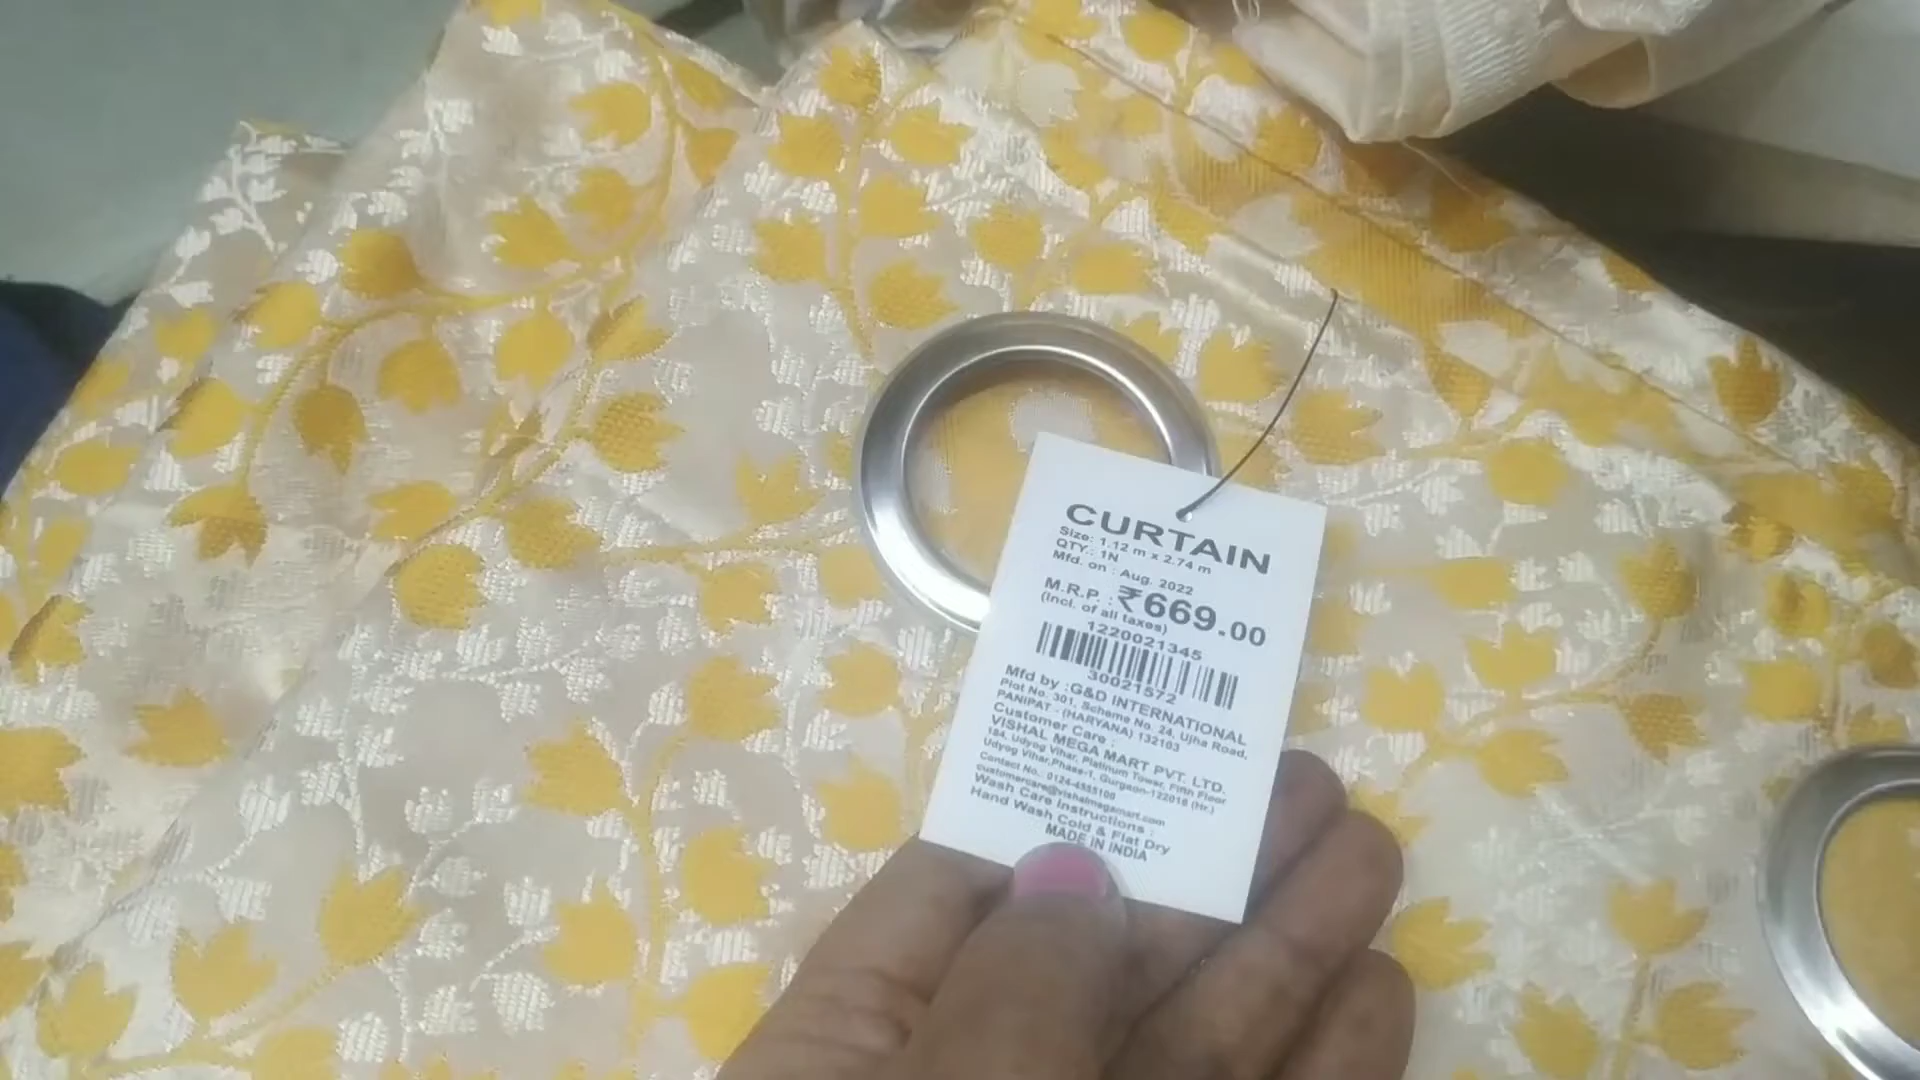 CURTAIN
Size: 1.12 m x 2.74 m
QTY.: 1N
Mfd. on : Aug. 2022
M.R.P. : ₹669.00
(Incl. of all taxes)
1220021345
30021572
Mfd by :G&D INTERNATIONAL
Plot No. 301, Scheme No. 24, Ujha Road,
PANIPAT - (HARYANA) 132103
Customer Care :
VISHAL MEGA MART PVT. LTD.
184, Udyog Vihar, Platinum Tower, Fifth Floor
Udyog Vihar,Phase-1, Gurgaon-122016 (Hr.)
Contact No.: 0124-4585100
customercare@vishalmegamart.com
Wash Care Instructions :
Hand Wash Cold & Flat Dry
MADE IN INDIA